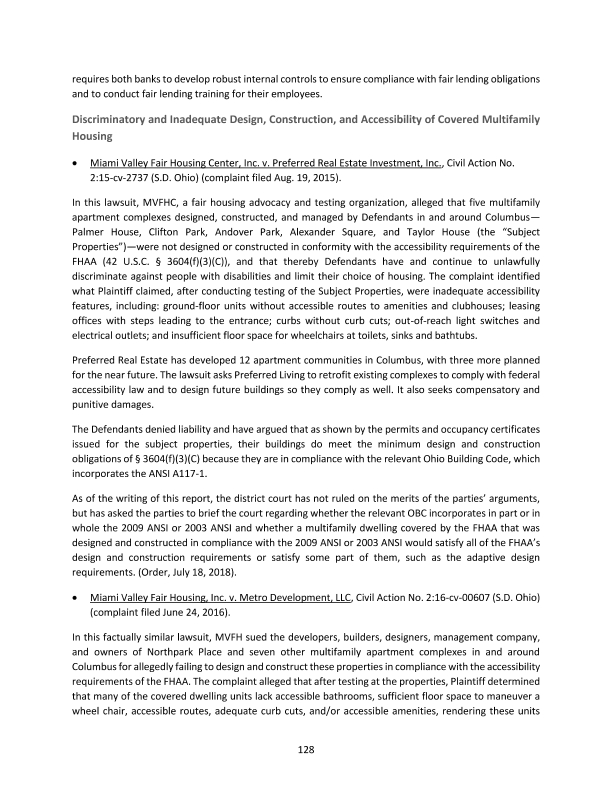 requires both banks to develop robust internal controls to ensure compliance with fair lending obligations
and to conduct fair lending training for their employees.
Discriminatory and Inadequate Design, Construction, and Accessibility of Covered Multifamily
Housing
• Miami Valley Fair Housing Center, Inc. v. Preferred Real Estate Investment, Inc., Civil Action No.
2:15-cv-2737 (S.D. Ohio) (complaint filed Aug. 19, 2015).
In this lawsuit, MVFHC, a fair housing advocacy and testing organization, alleged that five multifamily
apartment complexes designed, constructed, and managed by Defendants in and around Columbus—
Palmer House, Clifton Park, Andover Park, Alexander Square, and Taylor House (the “Subject
Properties”)—were not designed or constructed in conformity with the accessibility requirements of the
FHAA (42 U.S.C. § 3604(f)(3)(C)), and that thereby Defendants have and continue to unlawfully
discriminate against people with disabilities and limit their choice of housing. The complaint identified
what Plaintiff claimed, after conducting testing of the Subject Properties, were inadequate accessibility
features, including: ground-floor units without accessible routes to amenities and clubhouses; leasing
offices with steps leading to the entrance; curbs without curb cuts; out-of-reach light switches and
electrical outlets; and insufficient floor space for wheelchairs at toilets, sinks and bathtubs.
Preferred Real Estate has developed 12 apartment communities in Columbus, with three more planned
for the near future. The lawsuit asks Preferred Living to retrofit existing complexes to comply with federal
accessibility law and to design future buildings so they comply as well. It also seeks compensatory and
punitive damages.
The Defendants denied liability and have argued that as shown by the permits and occupancy certificates
issued for the subject properties, their buildings do meet the minimum design and construction
obligations of § 3604(f)(3)(C) because they are in compliance with the relevant Ohio Building Code, which
incorporates the ANSI A117-1.
As of the writing of this report, the district court has not ruled on the merits of the parties’ arguments,
but has asked the parties to brief the court regarding whether the relevant OBC incorporates in part or in
whole the 2009 ANSI or 2003 ANSI and whether a multifamily dwelling covered by the FHAA that was
designed and constructed in compliance with the 2009 ANSI or 2003 ANSI would satisfy all of the FHAA’s
design and construction requirements or satisfy some part of them, such as the adaptive design
requirements. (Order, July 18, 2018).
• Miami Valley Fair Housing, Inc. v. Metro Development, LLC, Civil Action No. 2:16-cv-00607 (S.D. Ohio)
(complaint filed June 24, 2016).
In this factually similar lawsuit, MVFH sued the developers, builders, designers, management company,
and owners of Northpark Place and seven other multifamily apartment complexes in and around
Columbus for allegedly failing to design and construct these properties in compliance with the accessibility
requirements of the FHAA. The complaint alleged that after testing at the properties, Plaintiff determined
that many of the covered dwelling units lack accessible bathrooms, sufficient floor space to maneuver a
wheel chair, accessible routes, adequate curb cuts, and/or accessible amenities, rendering these units
128